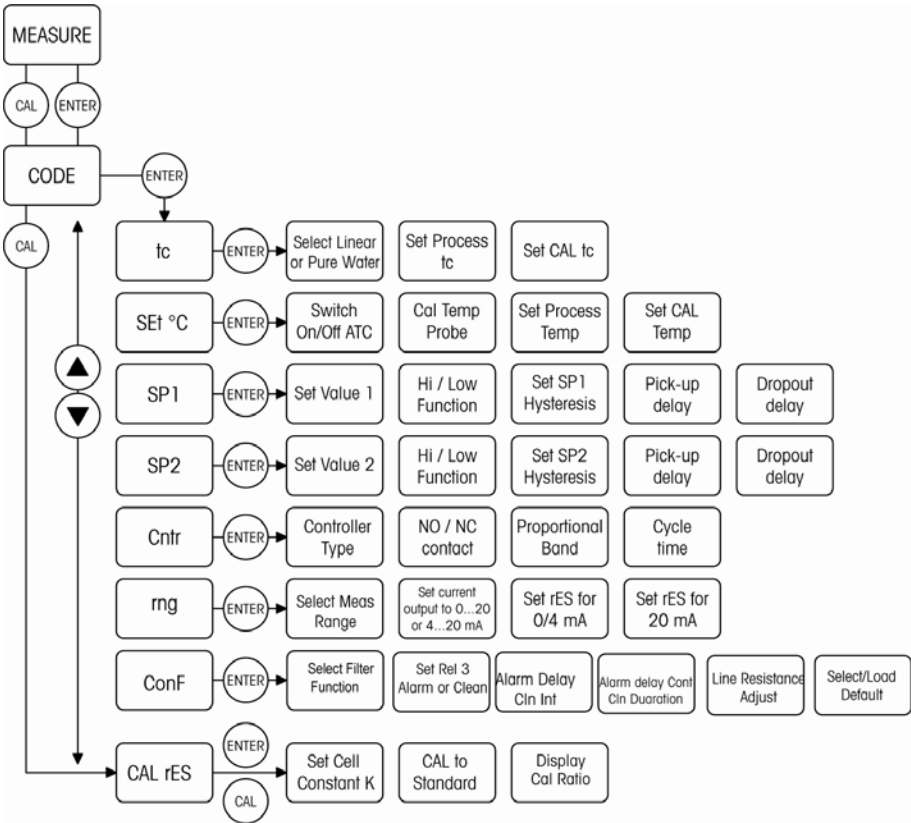 MEASURE
CAL
ENTER
CODE
ENTER
CAL
tc
ENTER
Select Linear
or Pure Water
Set Process
tc
Set CAL tc
SEt °C
ENTER
Switch
On/Off ATC
Cal Temp
Probe
Set Process
Temp
Set CAL
Temp
SP1
ENTER
Set Value 1
Hi / Low
Function
Set SP1
Hysteresis
Pick-up
delay
Dropout
delay
SP2
ENTER
Set Value 2
Hi / Low
Function
Set SP2
Hysteresis
Pick-up
delay
Dropout
delay
Cntr
ENTER
Controller
Type
NO / NC
contact
Proportional
Band
Cycle
time
rng
ENTER
Select Meas
Range
Set current
output to 0...20
or 4...20 mA
Set rES for
0/4 mA
Set rES for
20 mA
ConF
ENTER
Select Filter
Function
Set Rel 3
Alarm or Clean
Alarm Delay
Cln Int
Alarm delay Cont
Cln Duaration
Line Resistance
Adjust
Select/Load
Default
CAL rES
ENTER
CAL
Set Cell
Constant K
CAL to
Standard
Display
Cal Ratio